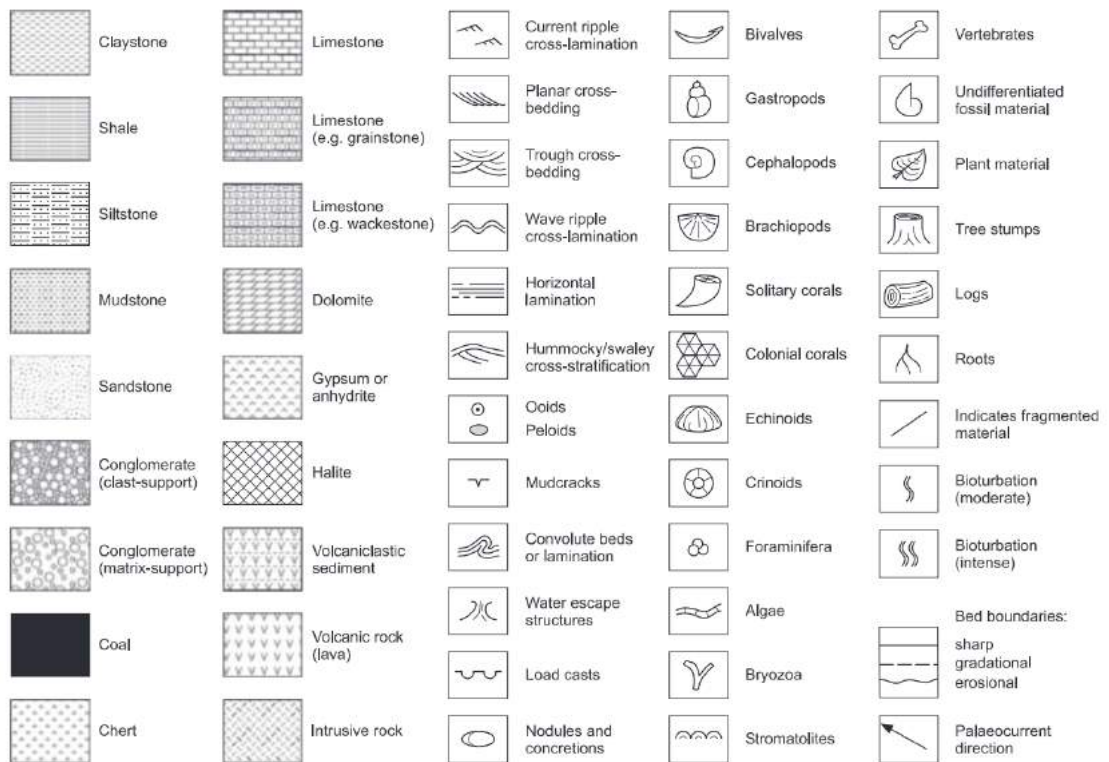 Claystone
Shale
Siltstone
Mudstone
Sandstone
Conglomerate
(clast-support)
Conglomerate
(matrix-support)
Coal
Chert
Limestone
Limestone
(e.g. grainstone)
Limestone
(e.g. wackestone)
Dolomite
Gypsum or
anhydrite
Halite
Volcaniclastic
sediment
Volcanic rock
(lava)
Intrusive rock
Current ripple
cross-lamination
Planar cross-
bedding
Trough cross-
bedding
Wave ripple
cross-lamination
Horizontal
lamination
Hummocky/swaley
cross-stratification
Ooids
Peloids
Mudcracks
Convolute beds
or lamination
Water escape
structures
Load casts
Nodules and
concretions
Bivalves
Gastropods
Cephalopods
Brachiopods
Solitary corals
Colonial corals
Echinoids
Crinoids
Foraminifera
Algae
Bryozoa
Stromatolites
Vertebrates
Undifferentiated
fossil material
Plant material
Tree stumps
Logs
Roots
Indicates fragmented
material
Bioturbation
(moderate)
Bioturbation
(intense)
Bed boundaries:
sharp
gradational
erosional
Palaeocurrent
direction